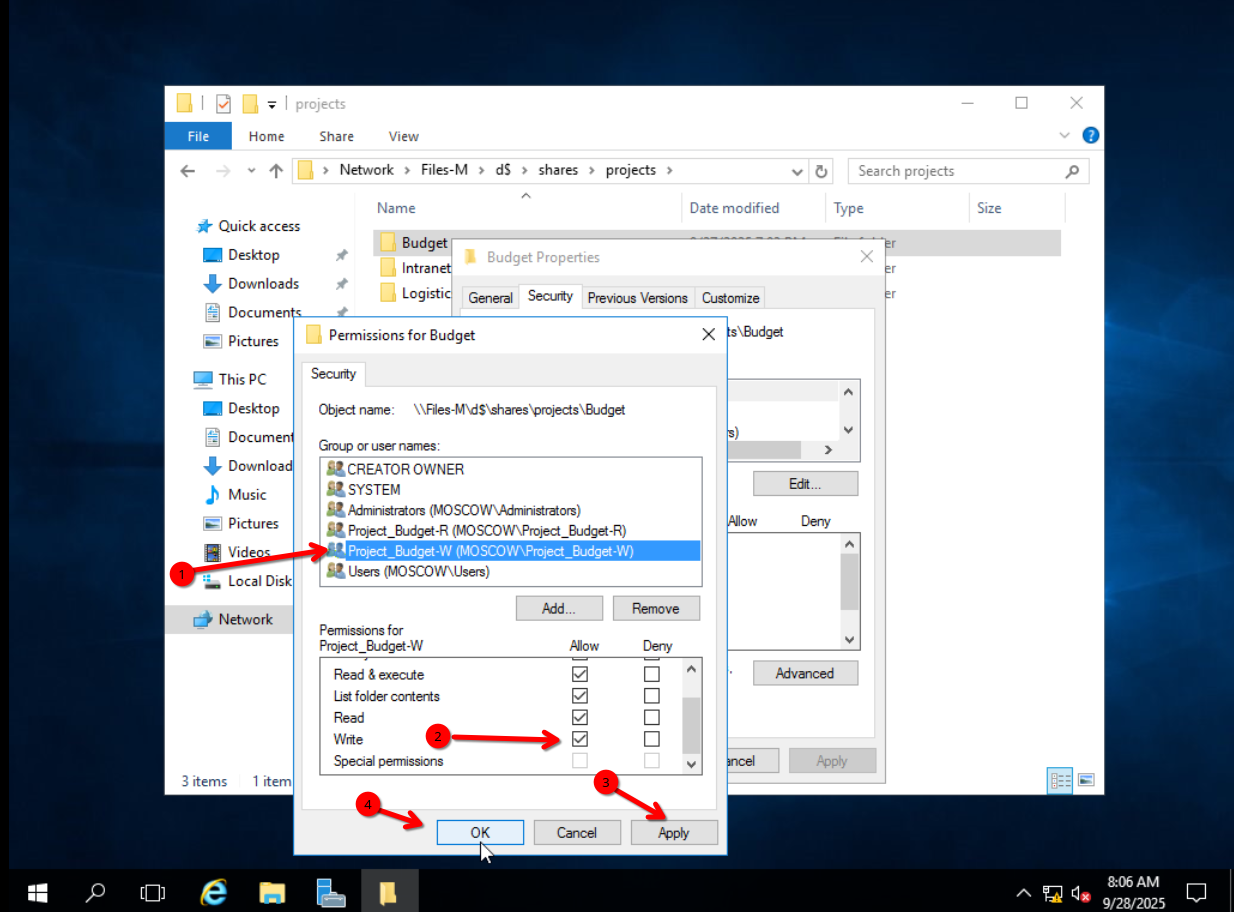 projects
File Home Share View
Network > Files-M > d$ > shares > projects >
Search projects
Name Date modified Type Size
Quick access
Desktop
Downloads
Documents
Pictures
This PC
Desktop
Document
Download
Music
Pictures
Videos
Local Disk
Network
Budget
Intranet
Logistic
er
er
er
Budget Properties
General Security Previous Versions Customize
ts\Budget
rs)
Edit...
Allow Deny
Advanced
ancel Apply
Permissions for Budget
Security
Object name: \\Files-M\d$\shares\projects\Budget
Group or user names:
CREATOR OWNER
SYSTEM
Administrators (MOSCOW\Administrators)
Project_Budget-R (MOSCOW\Project_Budget-R)
Project_Budget-W (MOSCOW\Project_Budget-W)
Users (MOSCOW\Users)
1
Add... Remove
Permissions for
Project_Budget-W Allow Deny
Read & execute
List folder contents
Read
Write
2
Special permissions
3
4
OK Cancel Apply
3 items 1 item
8:06 AM
9/28/2025